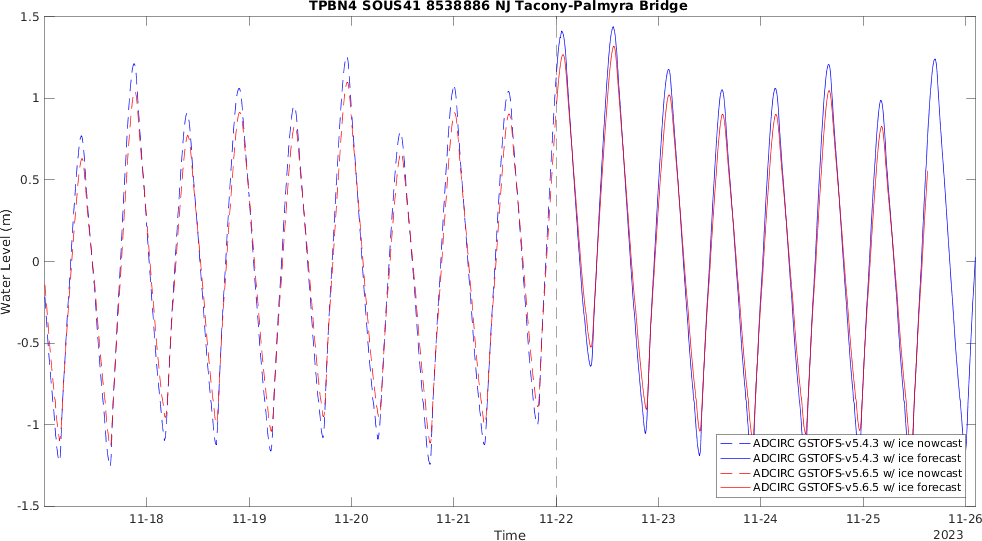 TPBN4 SOUS41 8538886 NJ Tacony-Palmyra Bridge
1.5
1
0.5
0
-0.5
-1
-1.5
Water Level (m)
11-18
11-19
11-20
11-21
11-22
11-23
11-24
11-25
11-26
Time
2023
ADCIRC GSTOFS-v5.4.3 w/ ice nowcast
ADCIRC GSTOFS-v5.4.3 w/ ice forecast
ADCIRC GSTOFS-v5.6.5 w/ ice nowcast
ADCIRC GSTOFS-v5.6.5 w/ ice forecast